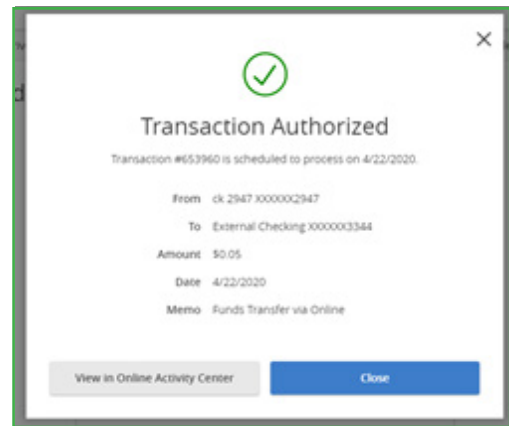 Transaction Authorized
Transaction #653960 is scheduled to process on 4/22/2020.
From ck 2947 XXXXXX2947
To External Checking XXXXXX3344
Amount $0.05
Date 4/22/2020
Memo Funds Transfer via Online
View in Online Activity Center Close